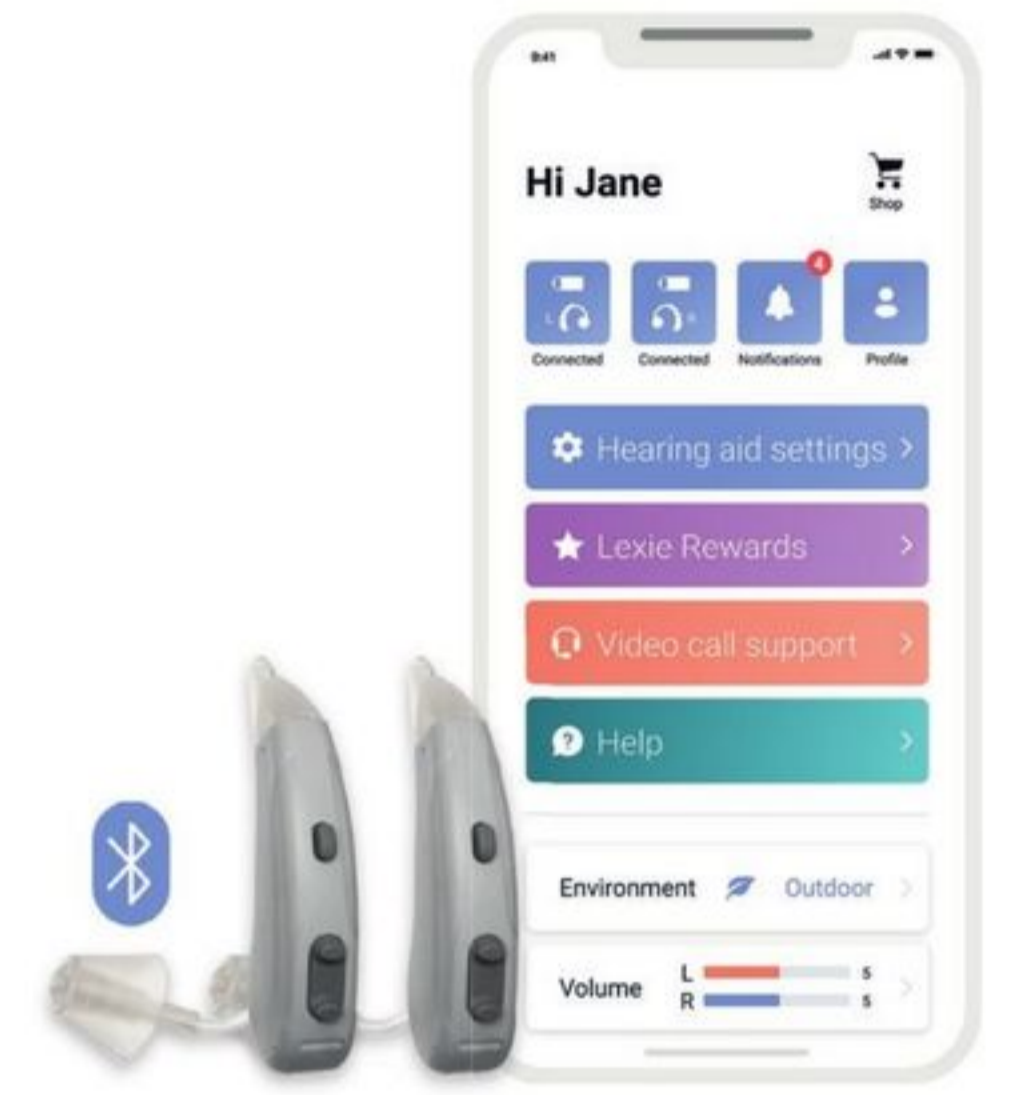 9:41
Hi Jane
Shop
4
L R
Connected Connected Notifications Profile
Hearing aid settings
Lexie Rewards
Video call support
? Help
Environment Outdoor
Volume L 5
R 5